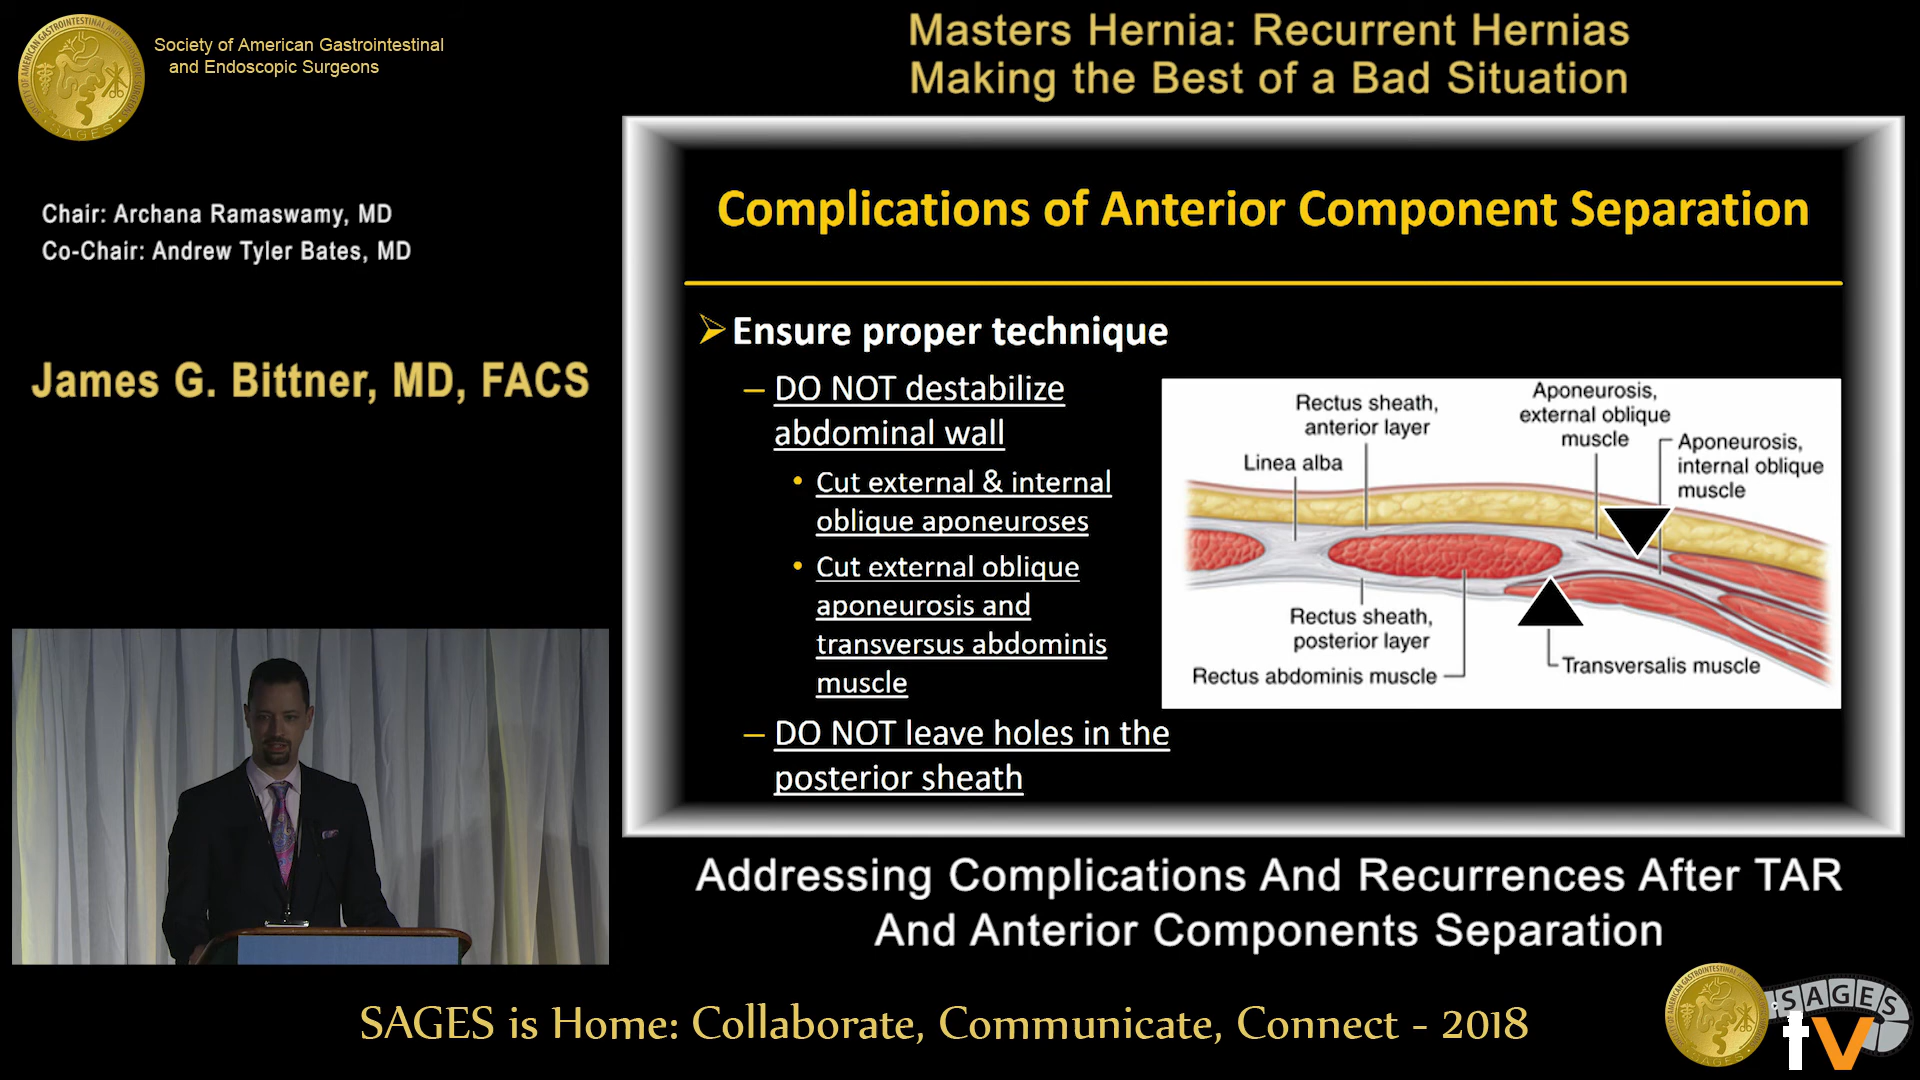 Society of American Gastrointestinal
and Endoscopic Surgeons
Masters Hernia: Recurrent Hernias
Making the Best of a Bad Situation
Chair: Archana Ramaswamy, MD
Co-Chair: Andrew Tyler Bates, MD
James G. Bittner, MD, FACS
Complications of Anterior Component Separation
Ensure proper technique
– DO NOT destabilize
abdominal wall
• Cut external & internal
oblique aponeuroses
• Cut external oblique
aponeurosis and
transversus abdominis
muscle
– DO NOT leave holes in the
posterior sheath
Rectus sheath,
anterior layer
Linea alba
Aponeurosis,
external oblique
muscle
Aponeurosis,
internal oblique
muscle
Rectus sheath,
posterior layer
Rectus abdominis muscle
Transversalis muscle
Addressing Complications And Recurrences After TAR
And Anterior Components Separation
SAGES is Home: Collaborate, Communicate, Connect - 2018
SAGES
tv